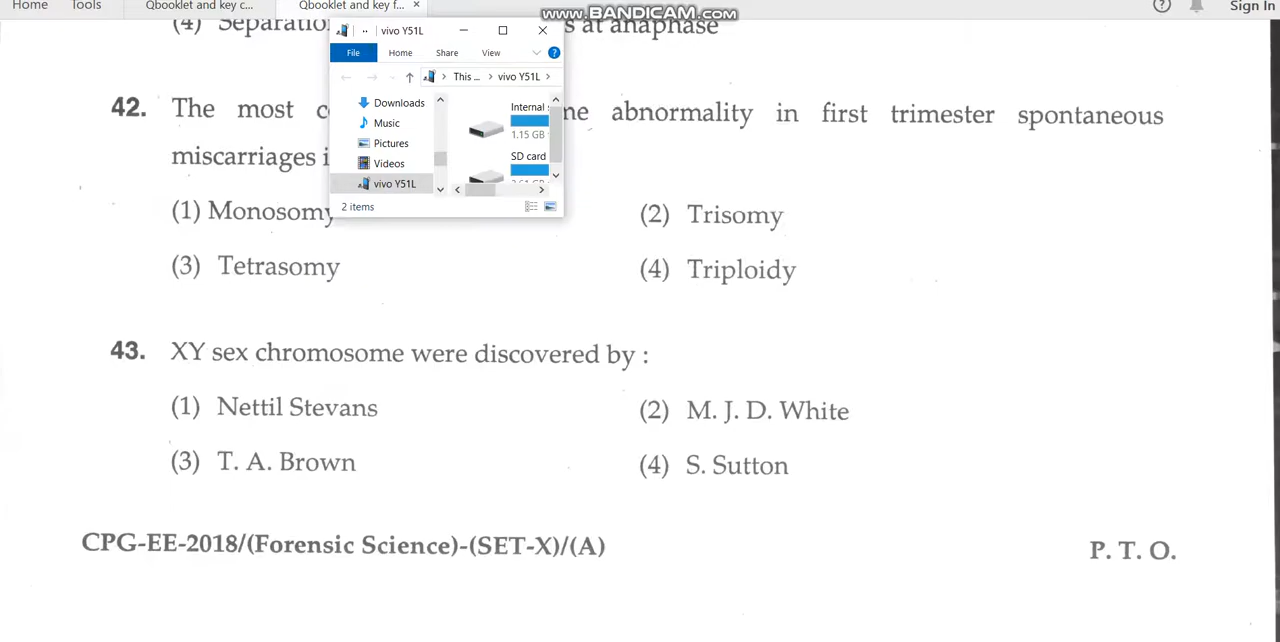 Home Tools Qbooklet and key c... Qbooklet and key f... × Sign In
www.BANDICAM.com
(4) Separation s at anaphase
vivo Y51L
File Home Share View
This ... > vivo Y51L >
Downloads
Music
Pictures
Videos
vivo Y51L
Internal
1.15 GB
SD card
2 items
42. The most me abnormality in first trimester spontaneous
miscarriages
(1) Monosomy (2) Trisomy
(3) Tetrasomy (4) Triploidy
43. XY sex chromosome were discovered by :
(1) Nettil Stevans (2) M. J. D. White
(3) T. A. Brown (4) S. Sutton
CPG-EE-2018/(Forensic Science)-(SET-X)/(A) P. T. O.